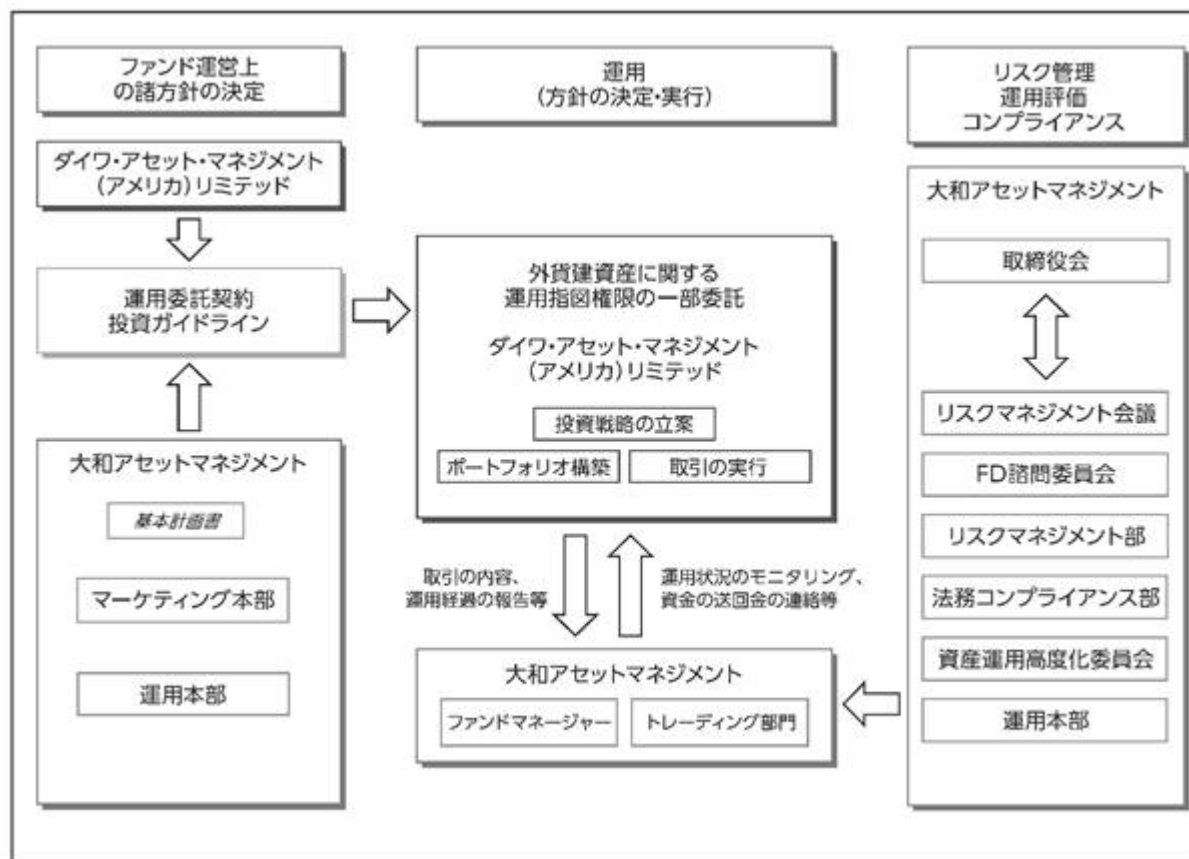 ファンド運営上
の諸方針の決定
ダイワ・アセット・マネジメント
(アメリカ)リミテッド
運用委託契約
投資ガイドライン
大和アセットマネジメント
基本計画書
マーケティング本部
運用本部
運用
(方針の決定・実行)
外貨建資産に関する
運用指図権限の一部委託
ダイワ・アセット・マネジメント
(アメリカ)リミテッド
投資戦略の立案
ポートフォリオ構築
取引の実行
取引の内容、
運用経過の報告等
運用状況のモニタリング、
資金の送回金の連絡等
大和アセットマネジメント
ファンドマネージャー
トレーディング部門
リスク管理
運用評価
コンプライアンス
大和アセットマネジメント
取締役会
リスクマネジメント会議
FD諮問委員会
リスクマネジメント部
法務コンプライアンス部
資産運用高度化委員会
運用本部